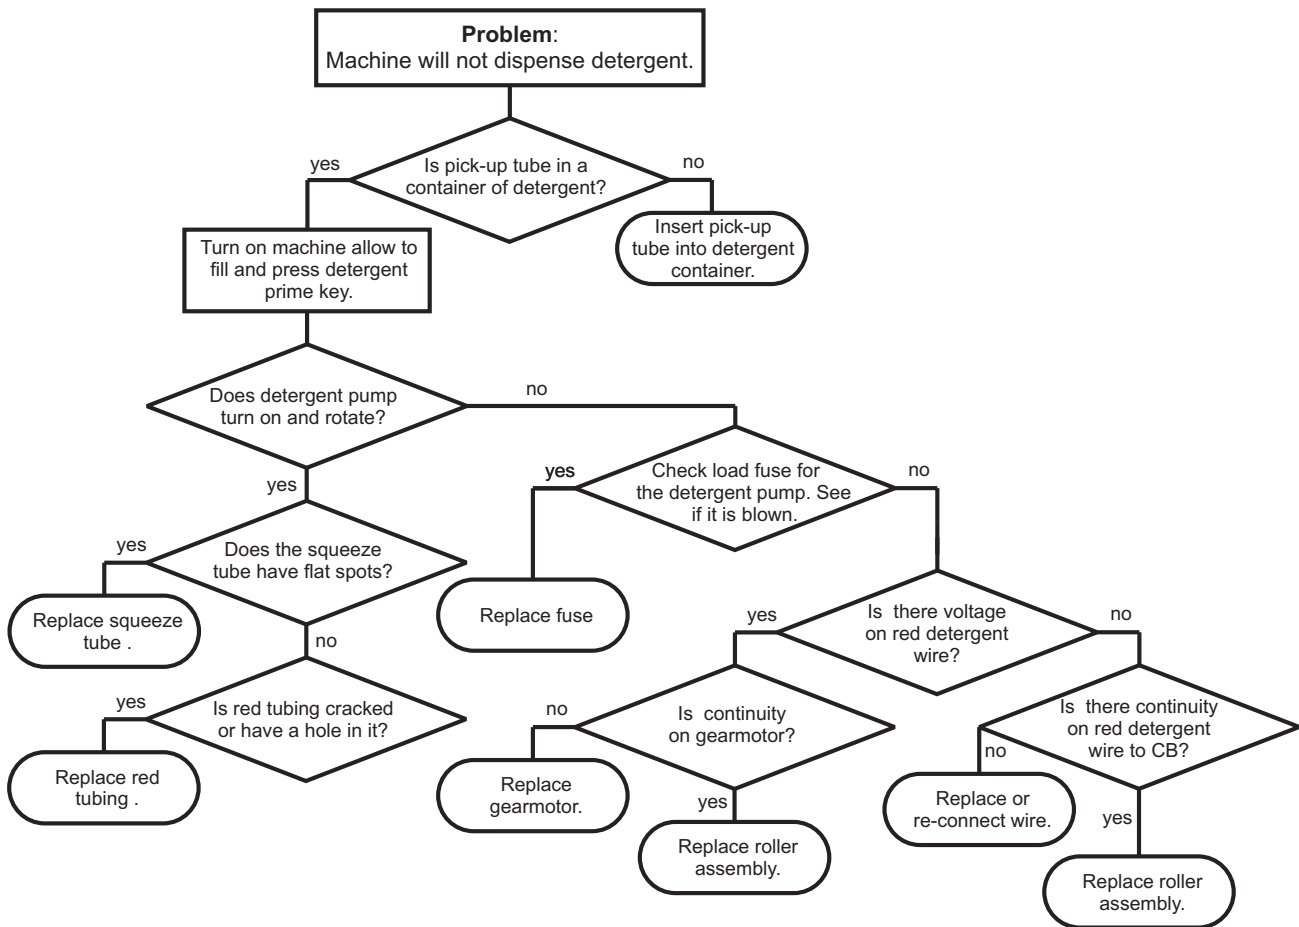 Problem:
Machine will not dispense detergent.
yes
Is pick-up tube in a
container of detergent?
no
Insert pick-up
tube into detergent
container.
Turn on machine allow to
fill and press detergent
prime key.
Does detergent pump
turn on and rotate?
no
yes
yes
Check load fuse for
the detergent pump. See
if it is blown.
no
yes
Does the squeeze
tube have flat spots?
Replace squeeze
tube .
Replace fuse
no
yes
Is there voltage
on red detergent
wire?
no
yes
Is red tubing cracked
or have a hole in it?
Replace red
tubing .
no
Is continuity
on gearmotor?
Replace
gearmotor.
yes
Replace roller
assembly.
Is there continuity
on red detergent
wire to CB?
no
Replace or
re-connect wire.
yes
Replace roller
assembly.